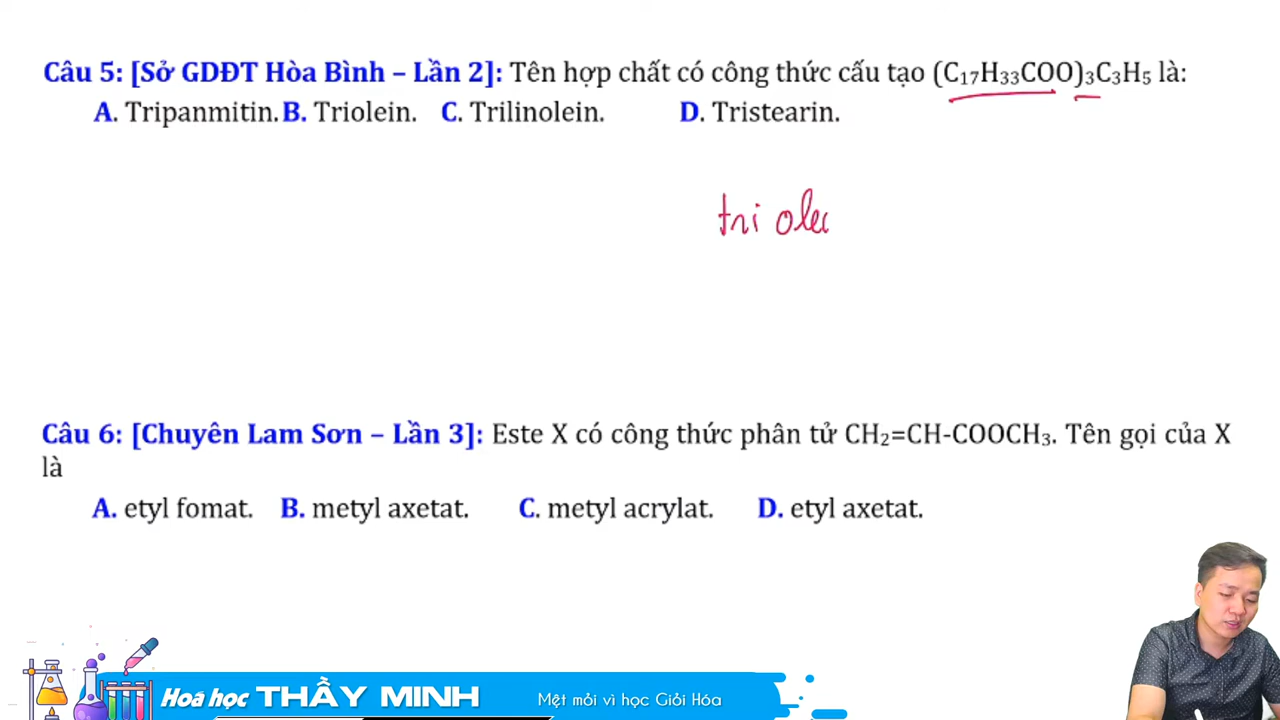 Câu 5: [Sở GDĐT Hòa Bình – Lần 2]: Tên hợp chất có công thức cấu tạo (C₁₇H₃₃COO)₃C₃H₅ là:
A. Tripanmitin. B. Triolein. C. Trilinolein. D. Tristearin.
tri ole
Câu 6: [Chuyên Lam Sơn – Lần 3]: Este X có công thức phân tử CH₂=CH-COOCH₃. Tên gọi của X
là
A. etyl fomat. B. metyl axetat. C. metyl acrylat. D. etyl axetat.
Hoá học THẦY MINH Mệt mỏi vì học Giỏi Hóa